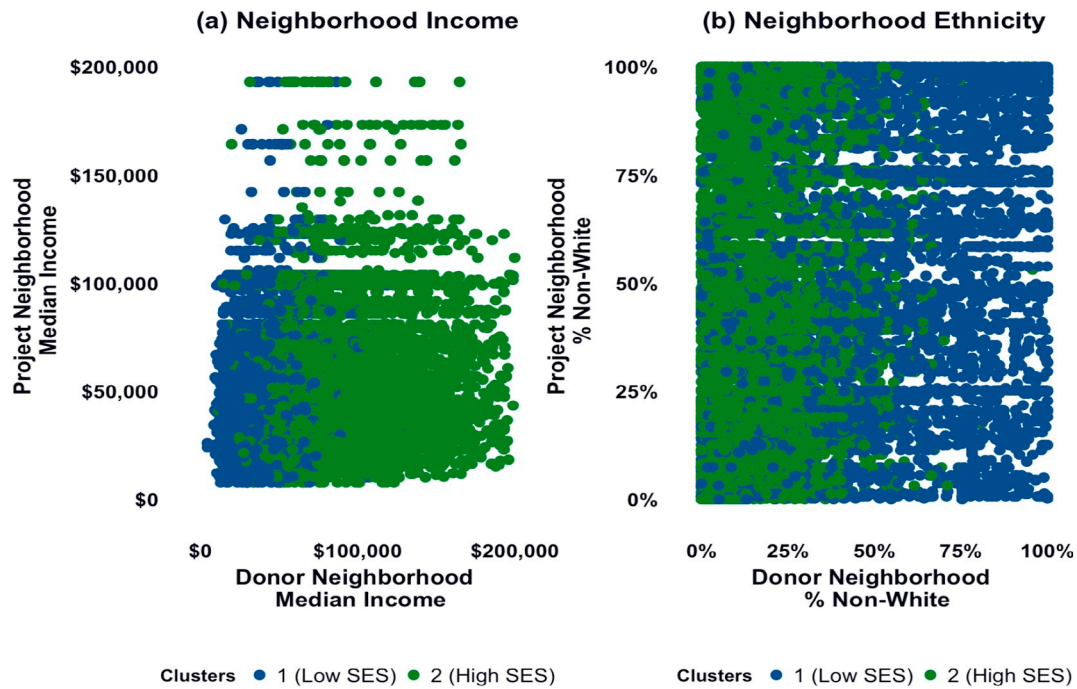 (a) Neighborhood Income
Project Neighborhood
Median Income
$200,000
$150,000
$100,000
$50,000
$0
$0 $100,000 $200,000
Donor Neighborhood
Median Income
Clusters 1 (Low SES) 2 (High SES)
(b) Neighborhood Ethnicity
Project Neighborhood
% Non-White
100%
75%
50%
25%
0%
0% 25% 50% 75% 100%
Donor Neighborhood
% Non-White
Clusters 1 (Low SES) 2 (High SES)